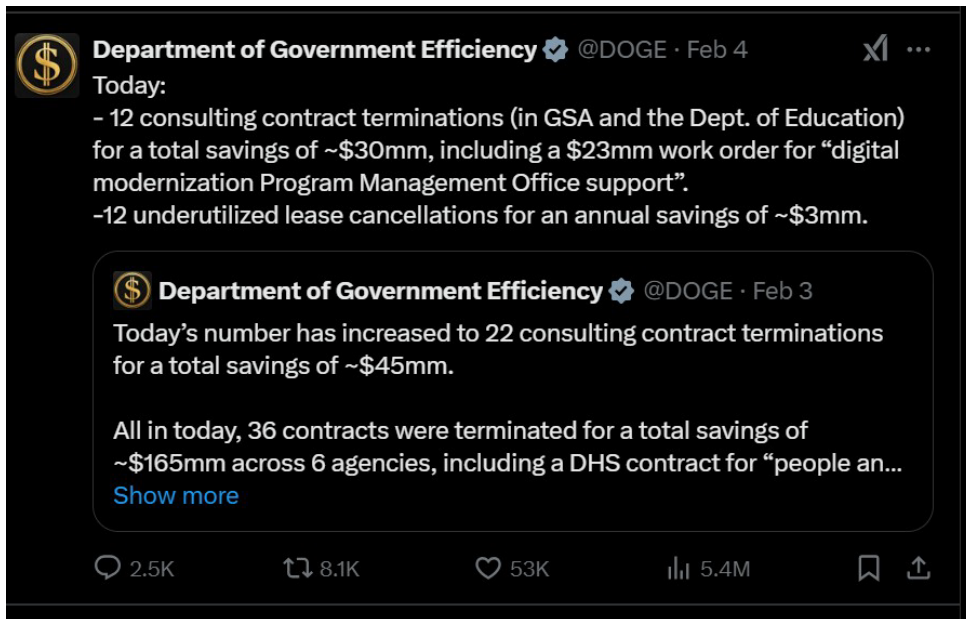 Department of Government Efficiency @DOGE · Feb 4
Today:
- 12 consulting contract terminations (in GSA and the Dept. of Education)
for a total savings of ~$30mm, including a $23mm work order for “digital
modernization Program Management Office support”.
-12 underutilized lease cancellations for an annual savings of ~$3mm.
Department of Government Efficiency @DOGE · Feb 3
Today’s number has increased to 22 consulting contract terminations
for a total savings of ~$45mm.
All in today, 36 contracts were terminated for a total savings of
~$165mm across 6 agencies, including a DHS contract for “people an...
Show more
2.5K 8.1K 53K 5.4M